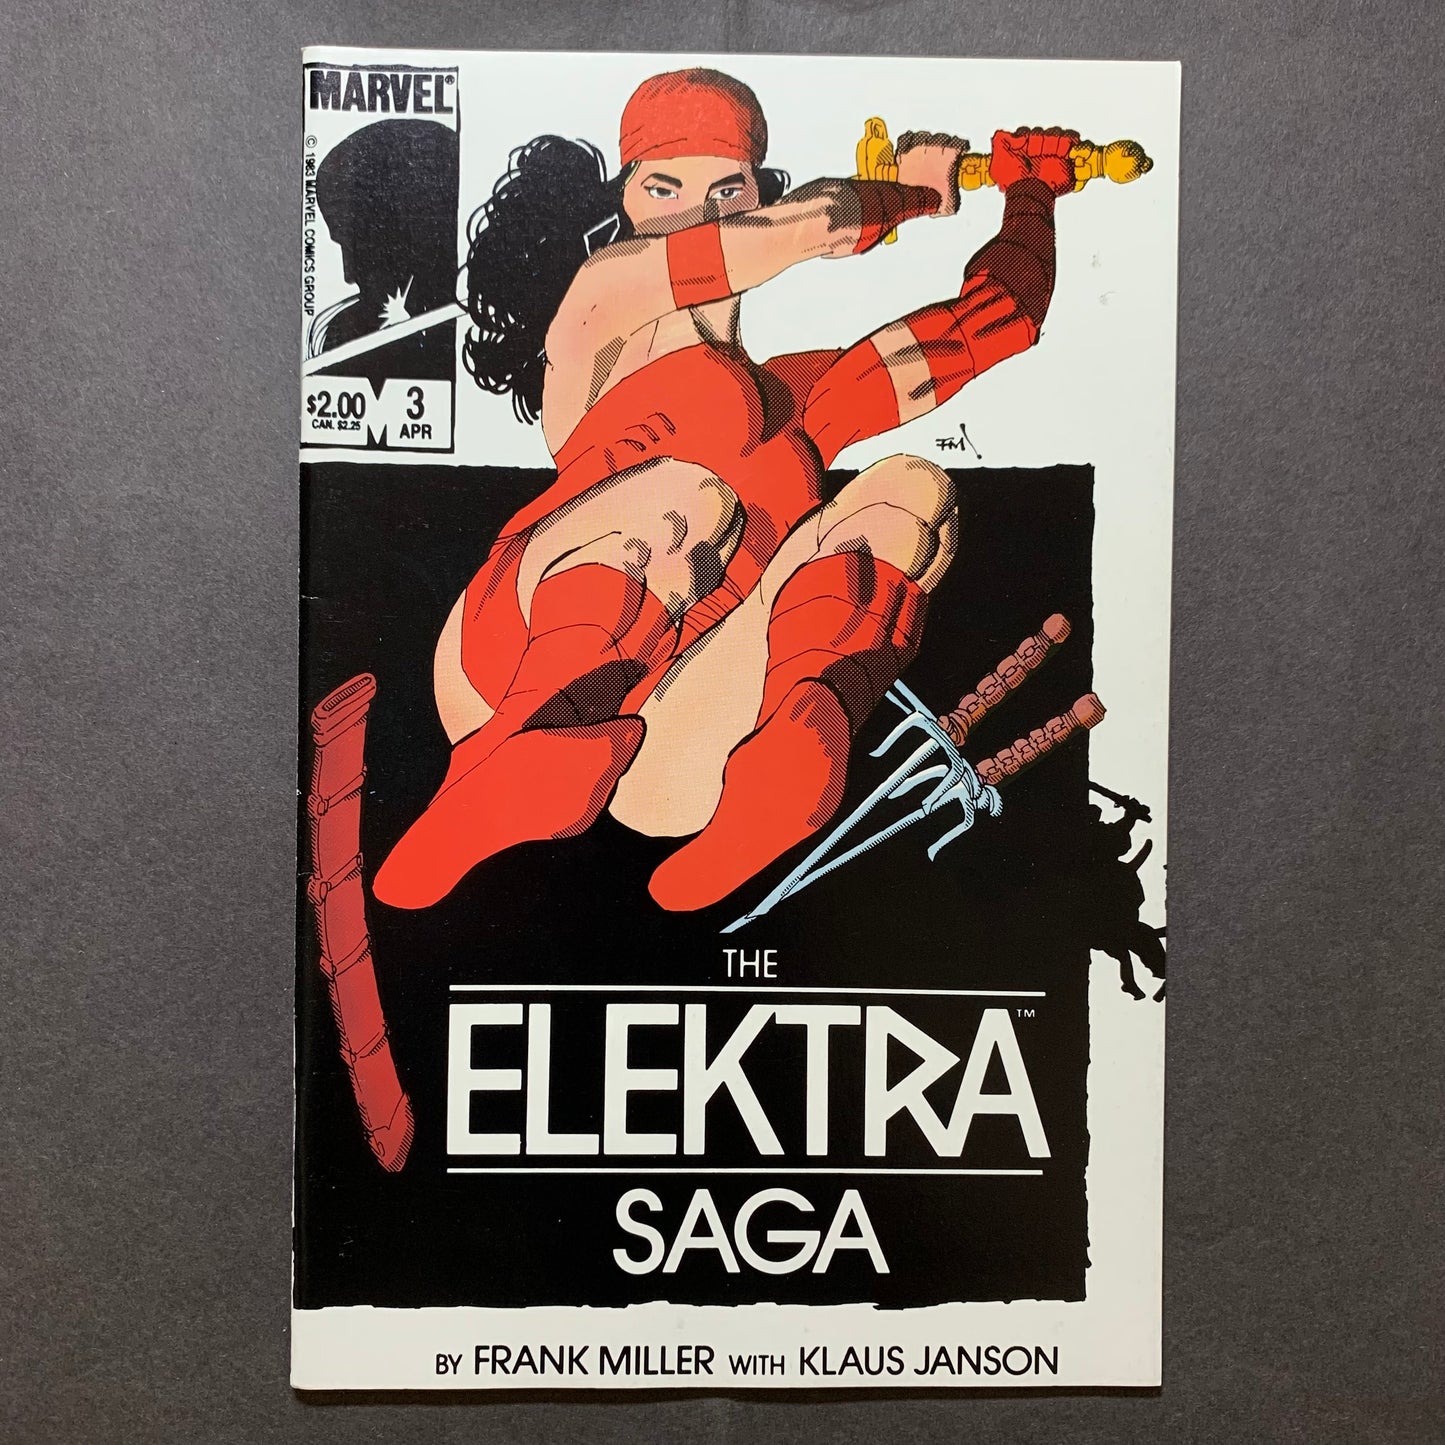 MARVEL®
© 1983 MARVEL COMICS GROUP
$2.00
CAN. $2.25
3
APR
FM
THE
ELEKTRA™
SAGA
BY FRANK MILLER WITH KLAUS JANSON